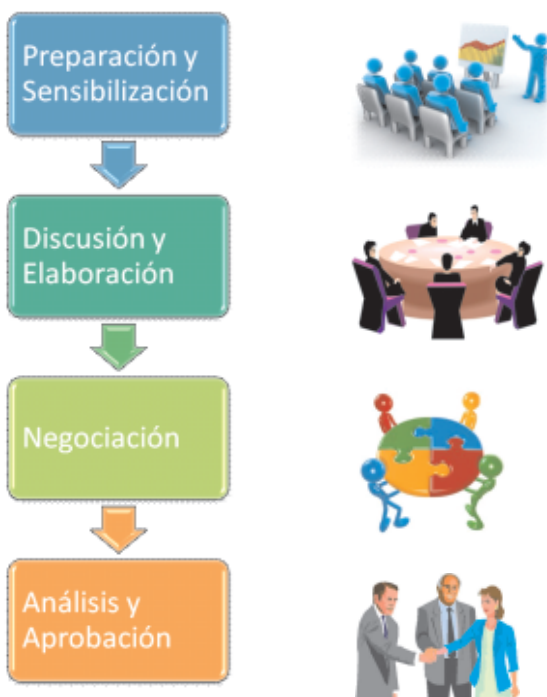 Preparación y
Sensibilización
Discusión y
Elaboración
Negociación
Análisis y
Aprobación